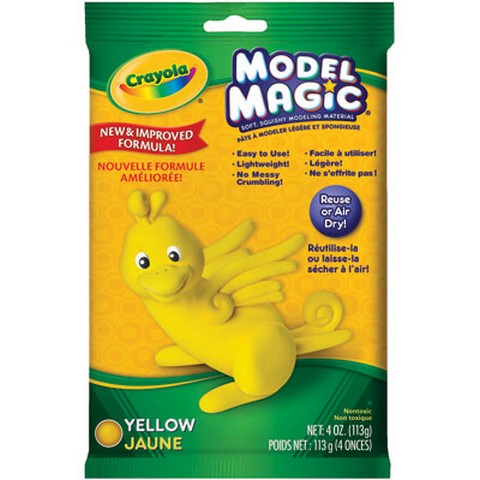 Crayola
MODEL
MAGIC®
SOFT, SQUISHY MODELING MATERIAL
PÂTE À MODELER LÉGÈRE ET SPONGIEUSE
NEW & IMPROVED
FORMULA!
NOUVELLE FORMULE
AMÉLIORÉE!
• Easy to Use!
• Lightweight!
• No Messy
Crumbling!
• Facile à utiliser!
• Légère!
• Ne s'effrite pas!
Reuse
or Air
Dry!
Réutilise-la
ou laisse-la
sécher à l'air!
YELLOW
JAUNE
Nontoxic
Non toxique
NET: 4 OZ. (113g)
POIDS NET: 113 g (4 ONCES)